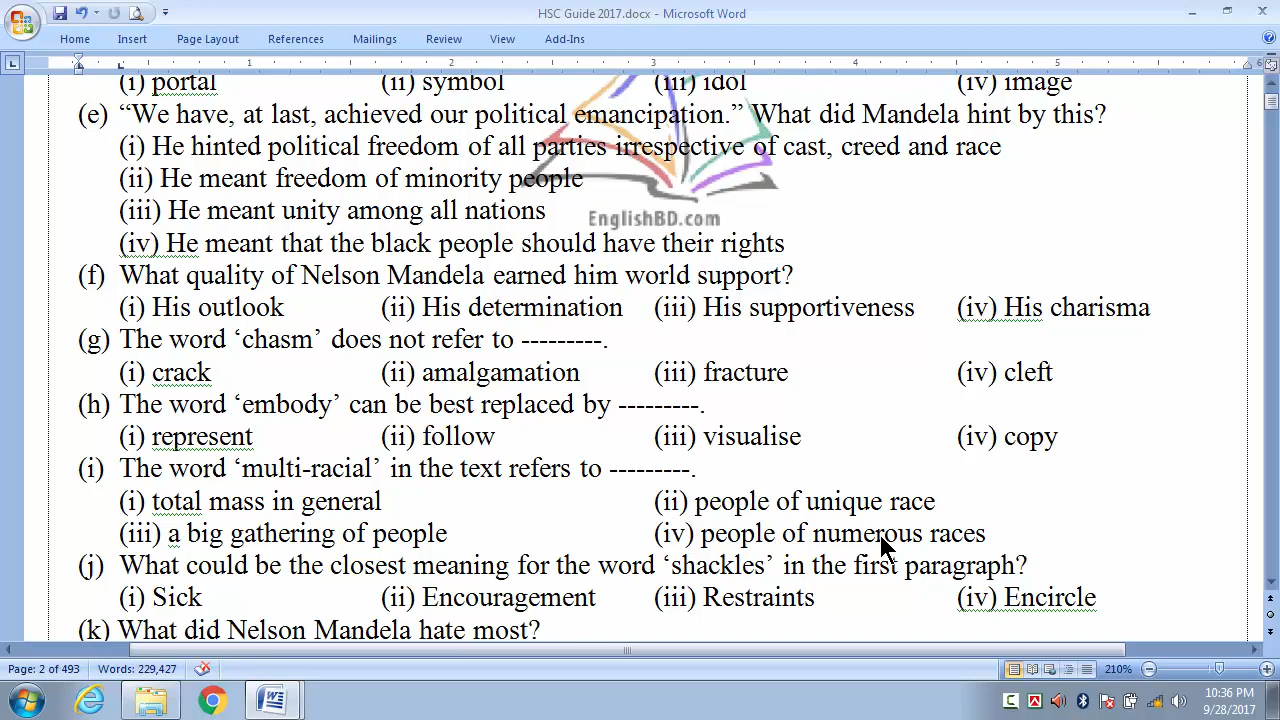 HSC Guide 2017.docx - Microsoft Word
Home Insert Page Layout References Mailings Review View Add-Ins
1 2 3 4 5 6
(i) portal (ii) symbol (iii) idol (iv) image
(e) “We have, at last, achieved our political emancipation.” What did Mandela hint by this?
(i) He hinted political freedom of all parties irrespective of cast, creed and race
(ii) He meant freedom of minority people
(iii) He meant unity among all nations
EnglishBD.com
(iv) He meant that the black people should have their rights
(f) What quality of Nelson Mandela earned him world support?
(i) His outlook (ii) His determination (iii) His supportiveness (iv) His charisma
(g) The word ‘chasm’ does not refer to ---------.
(i) crack (ii) amalgamation (iii) fracture (iv) cleft
(h) The word ‘embody’ can be best replaced by ---------.
(i) represent (ii) follow (iii) visualise (iv) copy
(i) The word ‘multi-racial’ in the text refers to ---------.
(i) total mass in general (ii) people of unique race
(iii) a big gathering of people (iv) people of numerous races
(j) What could be the closest meaning for the word ‘shackles’ in the first paragraph?
(i) Sick (ii) Encouragement (iii) Restraints (iv) Encircle
(k) What did Nelson Mandela hate most?
Page: 2 of 493 Words: 229,427 210%
10:36 PM
9/28/2017